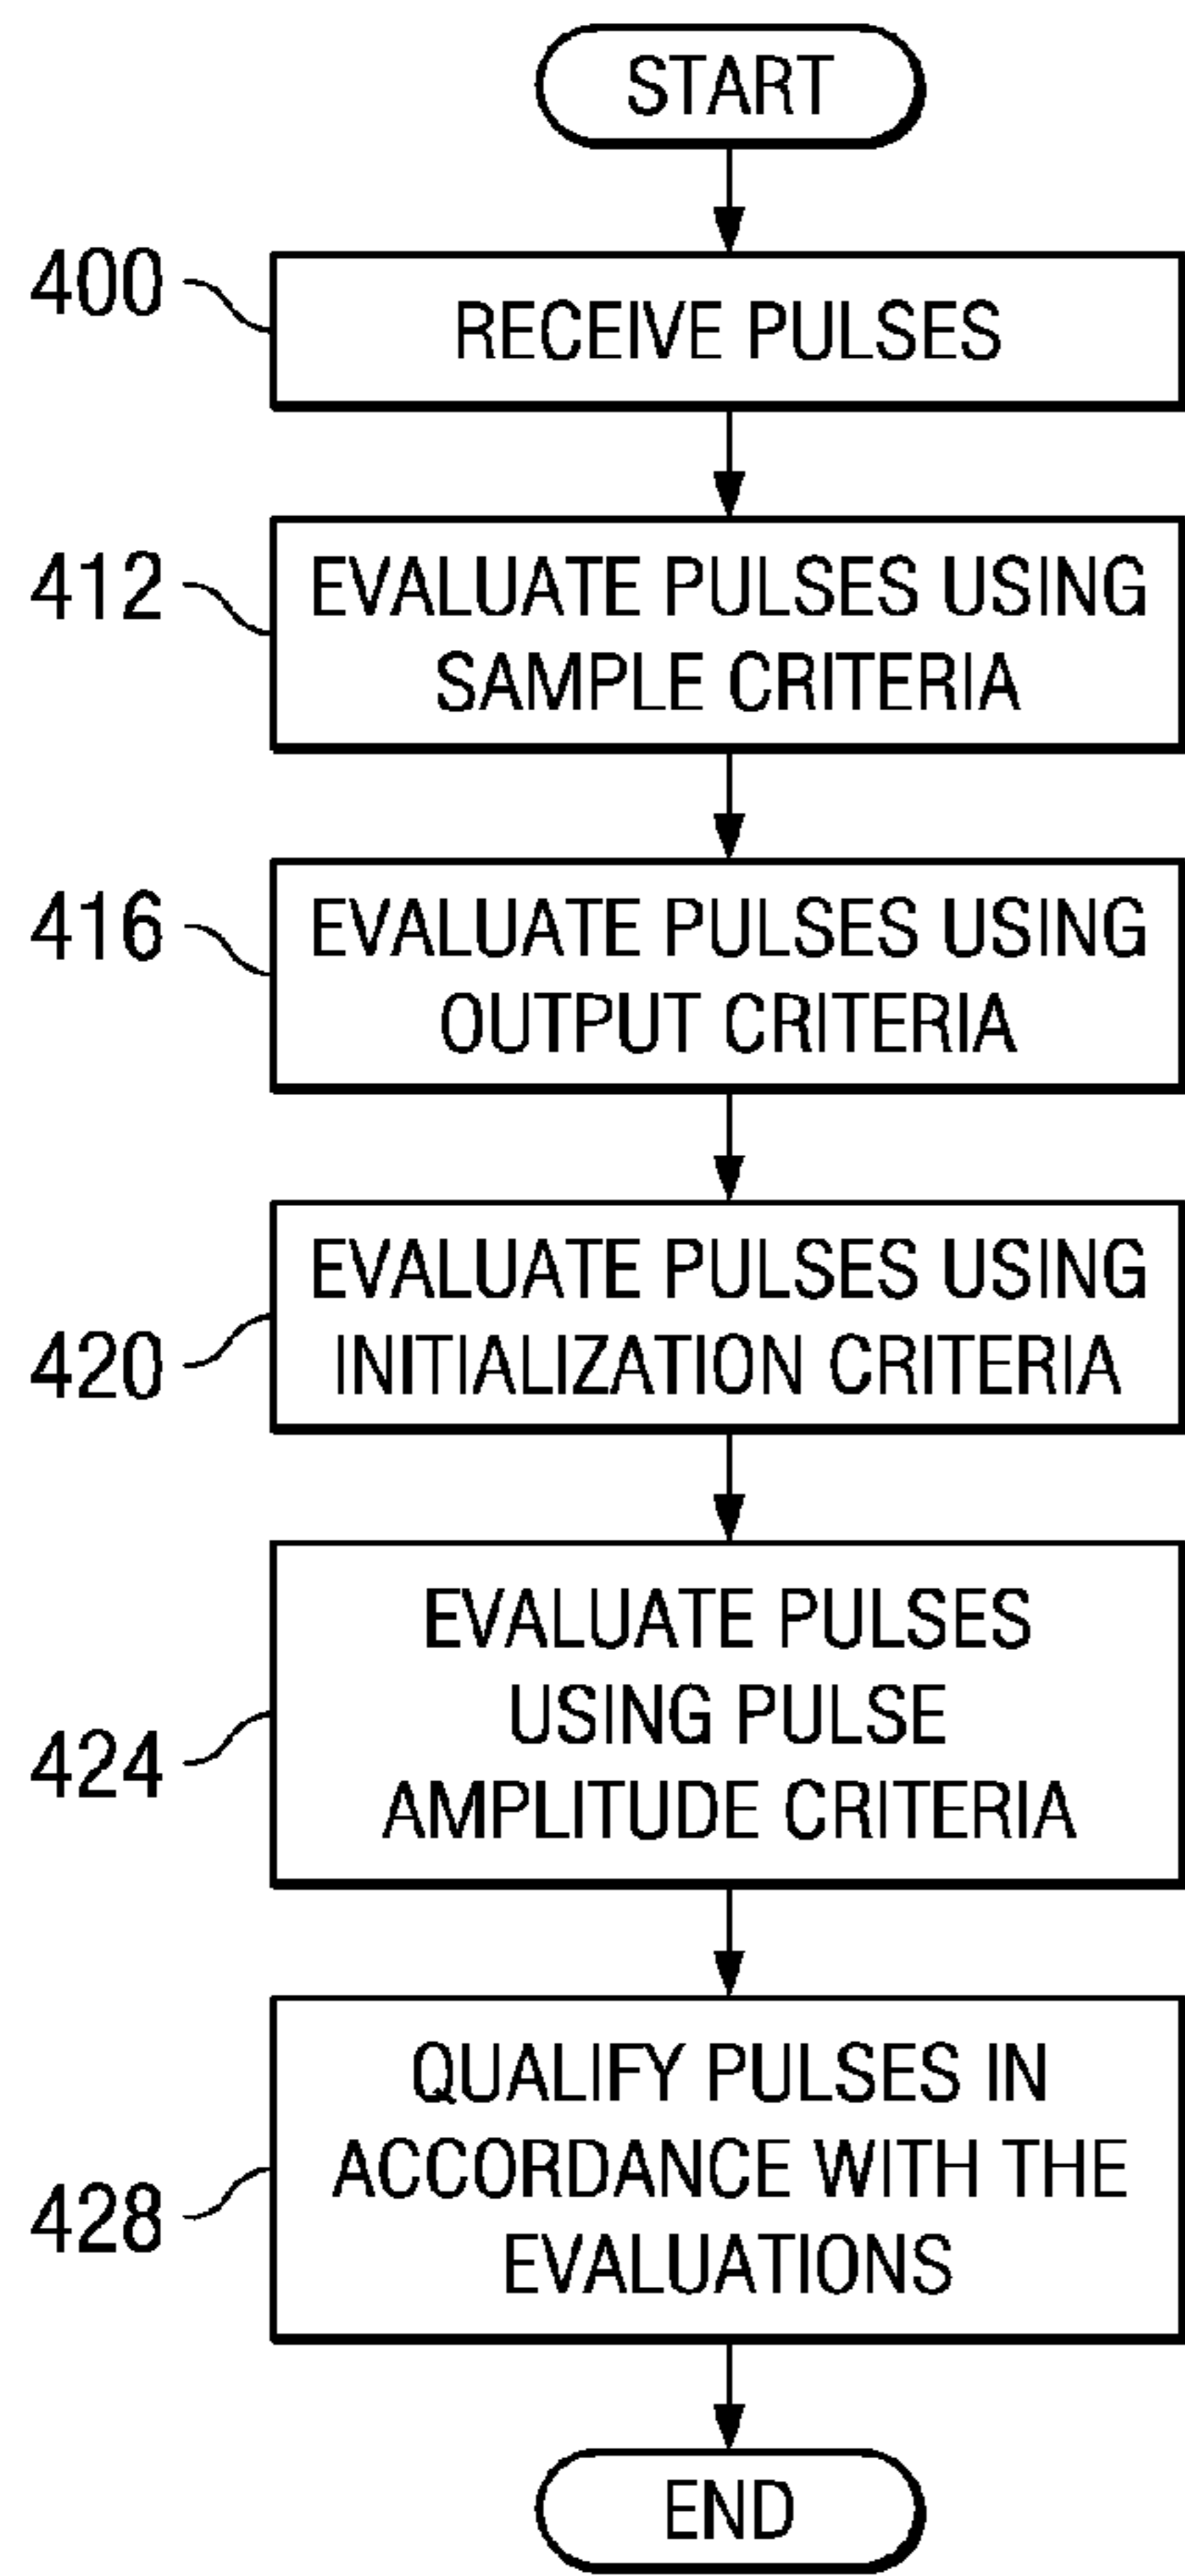 START
400
RECEIVE PULSES
412
EVALUATE PULSES USING
SAMPLE CRITERIA
416
EVALUATE PULSES USING
OUTPUT CRITERIA
420
EVALUATE PULSES USING
INITIALIZATION CRITERIA
424
EVALUATE PULSES
USING PULSE
AMPLITUDE CRITERIA
428
QUALIFY PULSES IN
ACCORDANCE WITH THE
EVALUATIONS
END